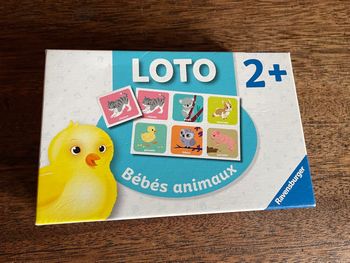 LOTO
2+
Bébés animaux
Ravensburger